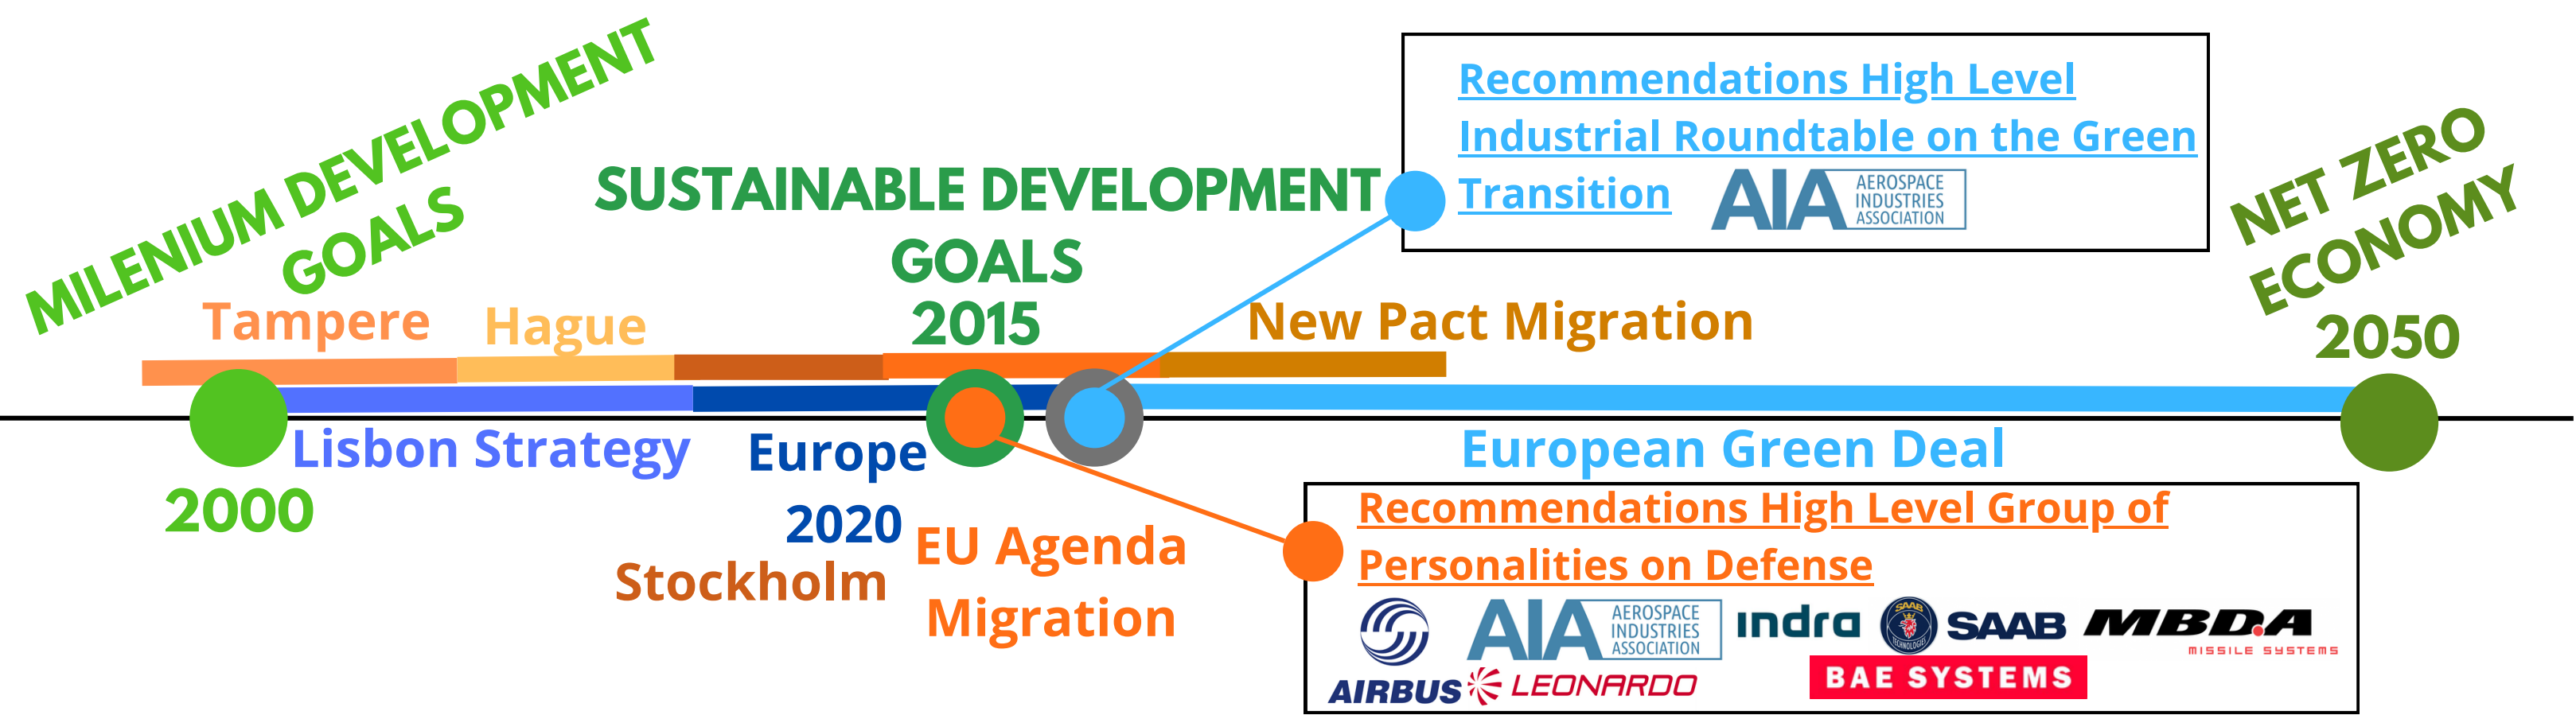 MILENIUM DEVELOPMENT
GOALS
Tampere
Hague
SUSTAINABLE DEVELOPMENT
GOALS
2015
Recommendations High Level
Industrial Roundtable on the Green
Transition
AIA AEROSPACE
INDUSTRIES
ASSOCIATION
New Pact Migration
NET ZERO
ECONOMY
2050
Lisbon Strategy
2000
Europe
2020
Stockholm
EU Agenda
Migration
European Green Deal
Recommendations High Level Group of
Personalities on Defense
AIRBUS
AIA AEROSPACE
INDUSTRIES
ASSOCIATION
indra
SAAB
TECHNOLOGIES
SAAB
MBDA
MISSILE SYSTEMS
LEONARDO
BAE SYSTEMS